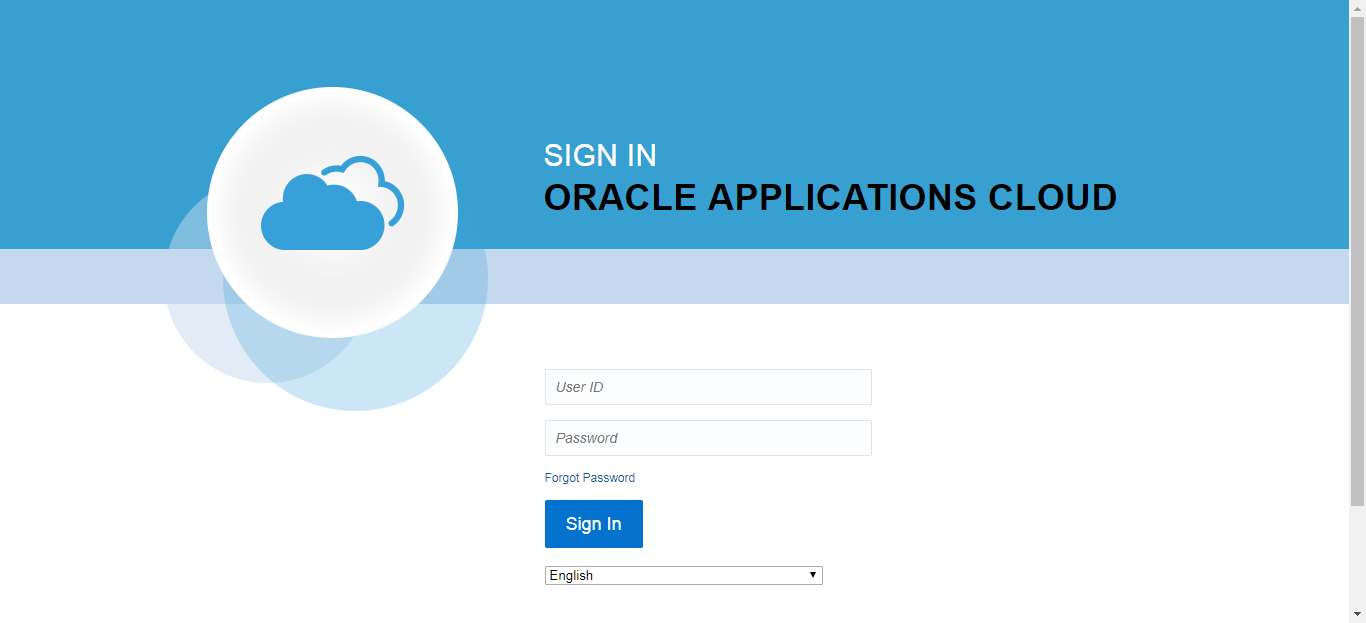 SIGN IN
ORACLE APPLICATIONS CLOUD
User ID
Password
Forgot Password
Sign In
English